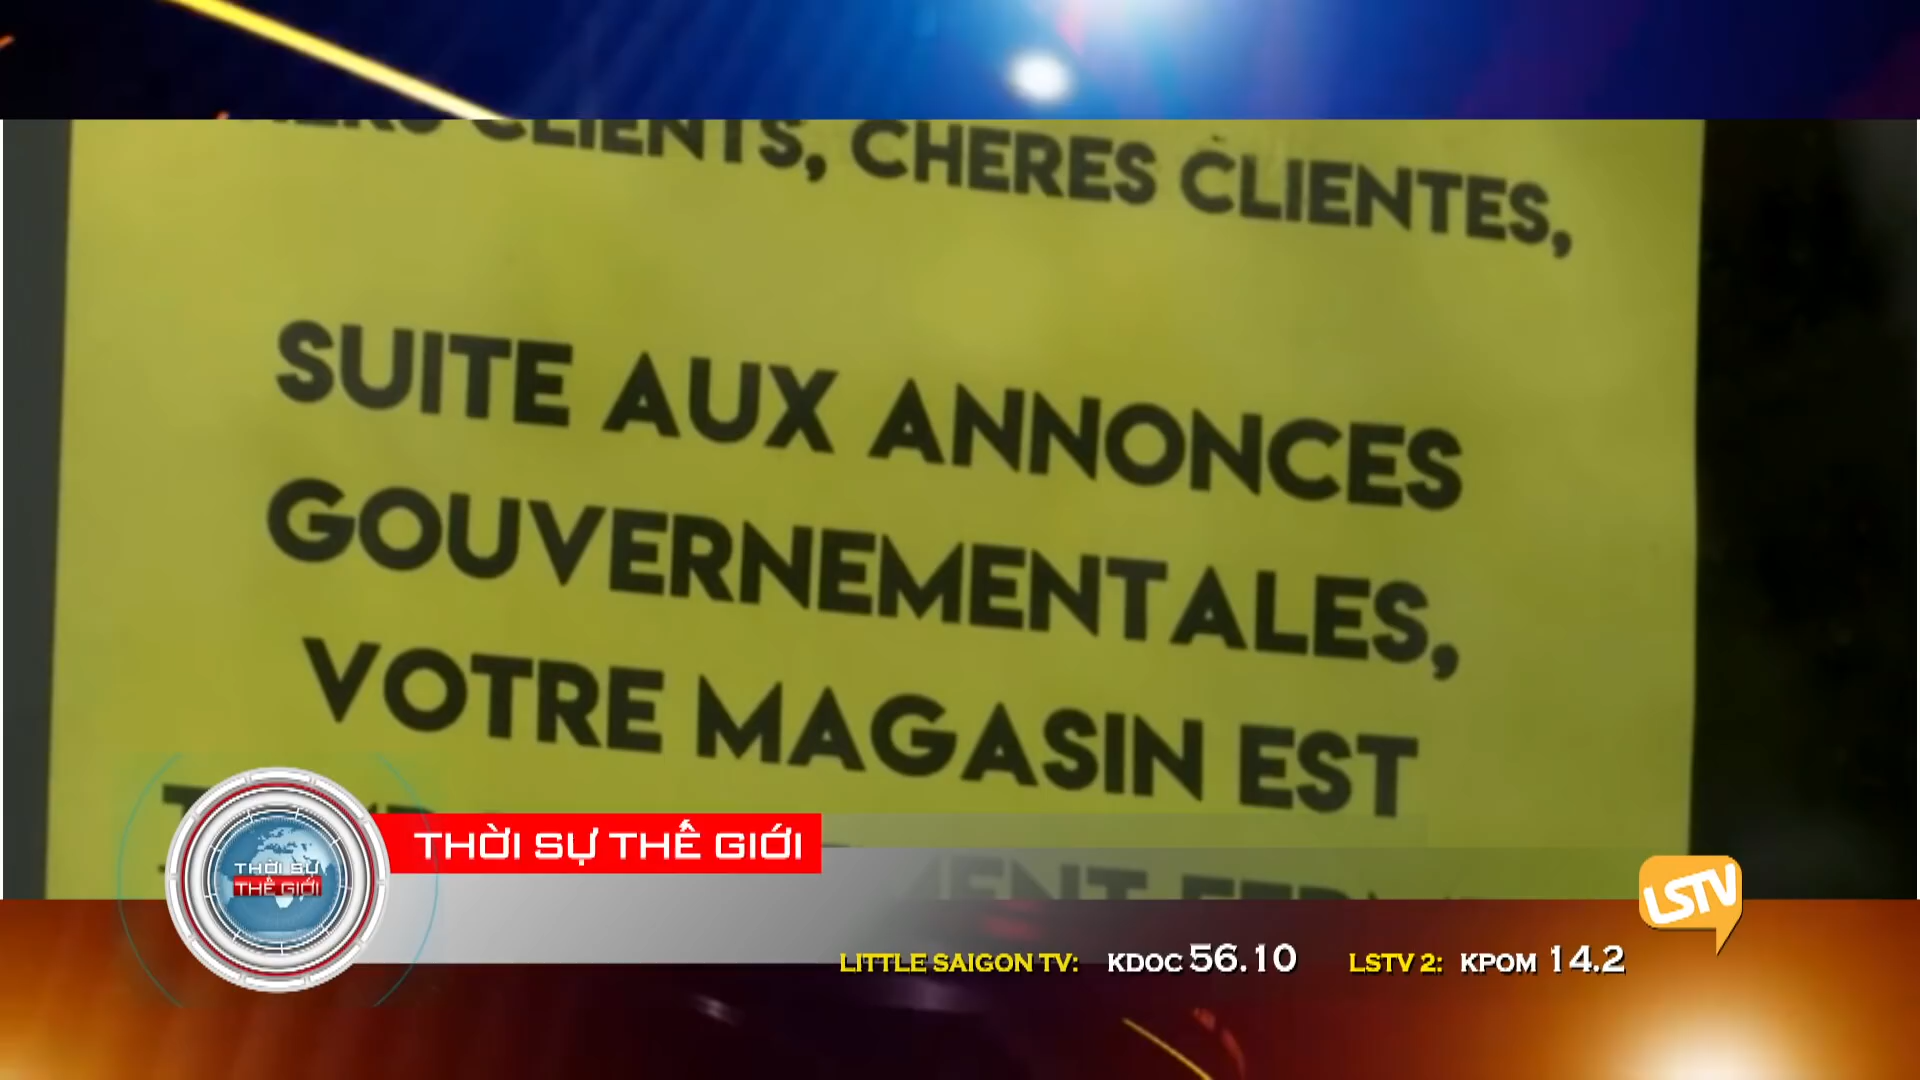 CLIENTS, CHERES CLIENTES,
SUITE AUX ANNONCES
GOUVERNEMENTALES,
VOTRE MAGASIN EST
THỜI SỰ THẾ GIỚI
THỜI SỰ
THẾ GIỚI
LSTV
LITTLE SAIGON TV: KDOC 56.10 LSTV 2: KPOM 14.2